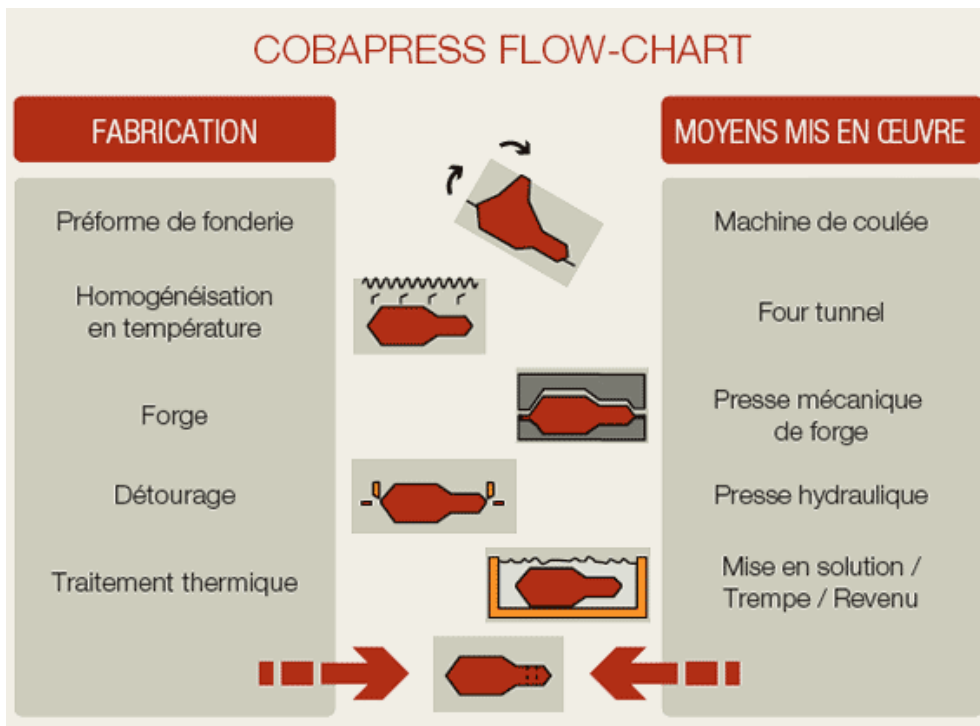 COBAPRESS FLOW-CHART
FABRICATION
MOYENS MIS EN ŒUVRE
Préforme de fonderie
Machine de coulée
Homogénéisation
en température
Four tunnel
Forge
Presse mécanique
de forge
Détourage
Presse hydraulique
Traitement thermique
Mise en solution /
Trempe / Revenu